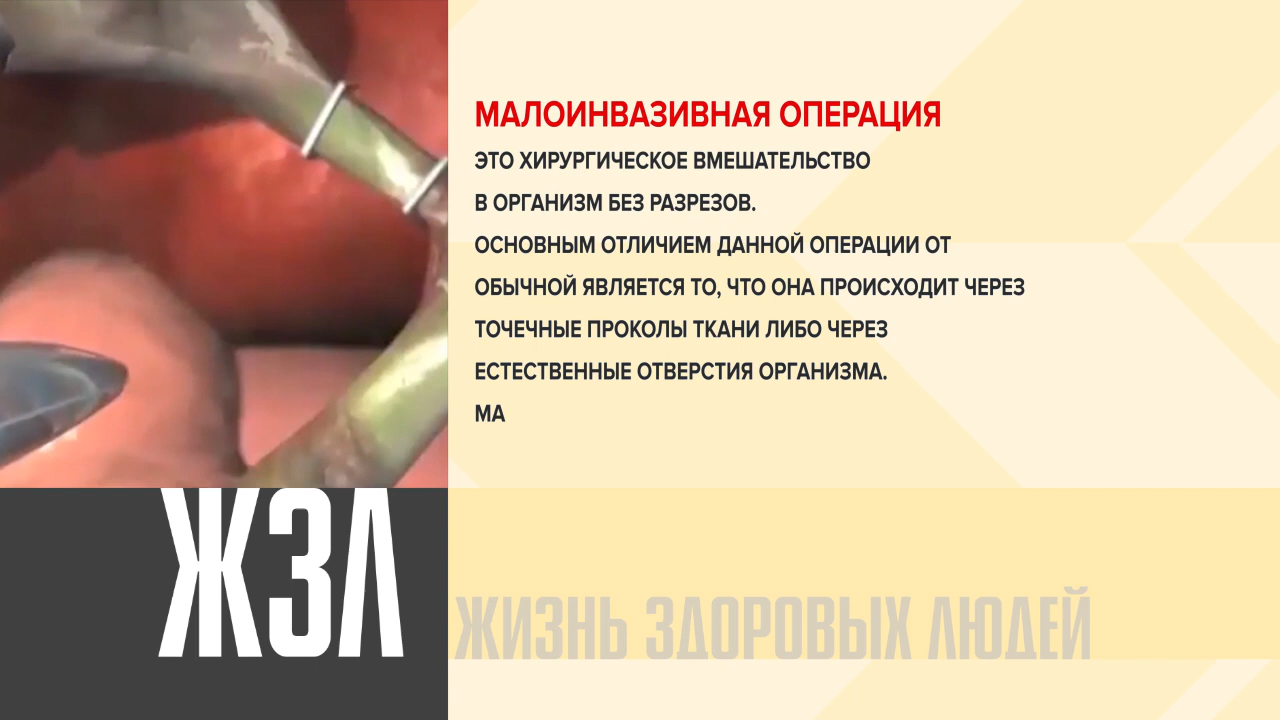 МАЛОИНВАЗИВНАЯ ОПЕРАЦИЯ
ЭТО ХИРУРГИЧЕСКОЕ ВМЕШАТЕЛЬСТВО
В ОРГАНИЗМ БЕЗ РАЗРЕЗОВ.
ОСНОВНЫМ ОТЛИЧИЕМ ДАННОЙ ОПЕРАЦИИ ОТ
ОБЫЧНОЙ ЯВЛЯЕТСЯ ТО, ЧТО ОНА ПРОИСХОДИТ ЧЕРЕЗ
ТОЧЕЧНЫЕ ПРОКОЛЫ ТКАНИ ЛИБО ЧЕРЕЗ
ЕСТЕСТВЕННЫЕ ОТВЕРСТИЯ ОРГАНИЗМА.
МА
ЖЗЛ
ЖИЗНЬ ЗДОРОВЫХ ЛЮДЕЙ